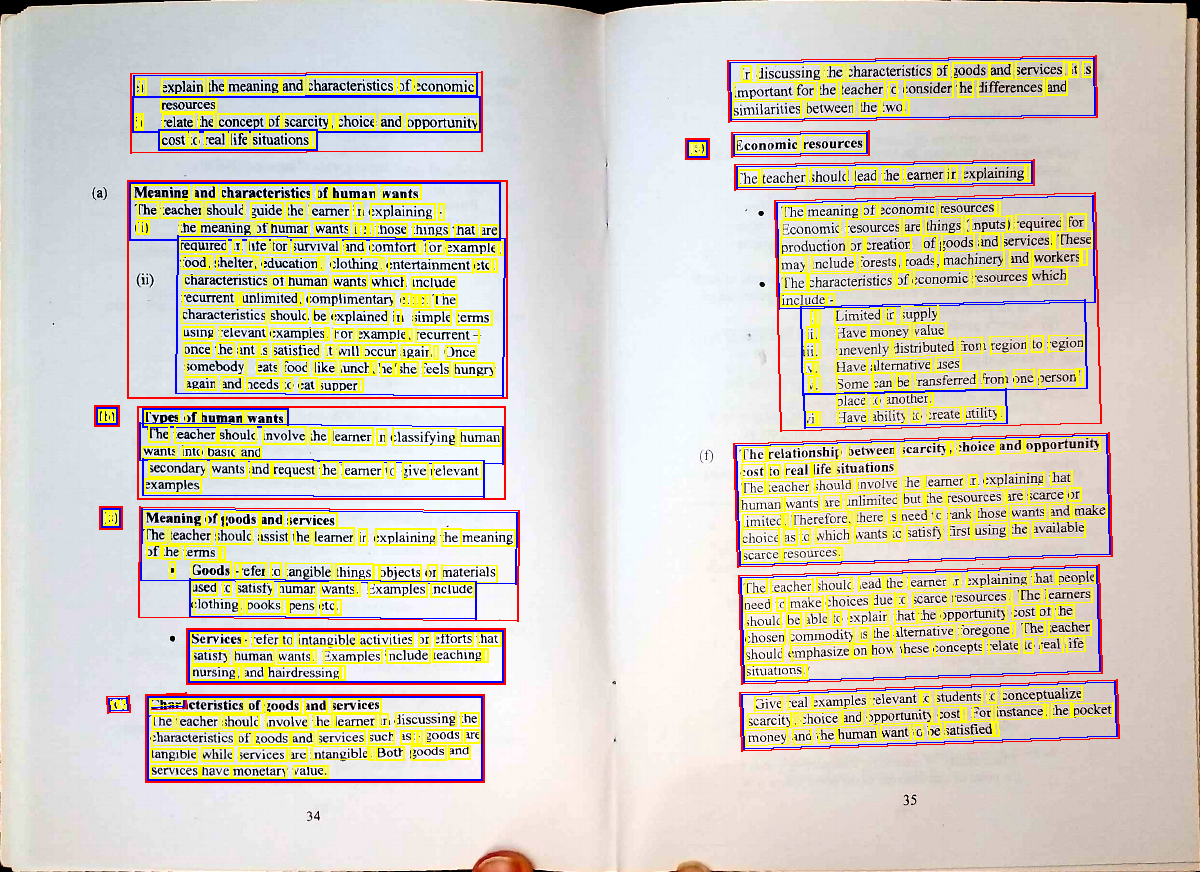 explain the meaning and characteristics of economic
resources
relate the concept of scarcity, choice and opportunity
cost to real life situations
(a) Meaning and characteristics of human wants
The teacher should guide the learner in explaining :
(i) the meaning of human wants i.e. those things that are
required in life for survival and comfort for example
food, shelter, education, clothing, entertainment etc
(ii) characteristics of human wants which include
recurrent, unlimited, complimentary The
characteristics should be explained in simple terms
using relevant examples. For example, recurrent –
once the ant is satisfied it will occur again. Once
somebody eats food like lunch, he/she feels hungry
again and needs to eat supper
(b) Types of human wants
The teacher should involve the learner in classifying human
wants into basic and
secondary wants and request the learner to give relevant
examples
(c) Meaning of goods and services
The teacher should assist the learner in explaining the meaning
of the terms
▪ Goods - refer to tangible things, objects or materials
used to satisfy human wants. Examples include
clothing, books, pens etc.
• Services - refer to intangible activities or efforts that
satisfy human wants. Examples include teaching,
nursing, and hairdressing
Characteristics of goods and services
The teacher should involve the learner in discussing the
characteristics of goods and services such as: goods are
tangible while services are intangible. Both goods and
services have monetary value.
34
In discussing the characteristics of goods and services, it is
important for the teacher to consider the differences and
similarities between the two.
Economic resources
The teacher should lead the learner in explaining
• The meaning of economic resources
Economic resources are things (inputs) required for
production or creation of goods and services. These
may include forests, roads, machinery and workers
• The characteristics of economic resources which
include -
i. Limited in supply
ii. Have money value
iii. unevenly distributed from region to region
iv. Have alternative uses
v. Some can be transferred from one person/
place to another.
vi. Have ability to create utility.
(f) The relationship between scarcity, choice and opportunity
cost to real life situations
The teacher should involve the learner in explaining that
human wants are unlimited but the resources are scarce or
limited. Therefore, there is need to rank those wants and make
choice as to which wants to satisfy first using the available
scarce resources.
The teacher should lead the learner in explaining that people
need to make choices due to scarce resources. The learners
should be able to explain that the opportunity cost of the
chosen commodity is the alternative foregone. The teacher
should emphasize on how these concepts relate to real life
situations.
Give real examples relevant to students to conceptualize
scarcity, choice and opportunity cost. For instance, the pocket
money and the human want to be satisfied
35